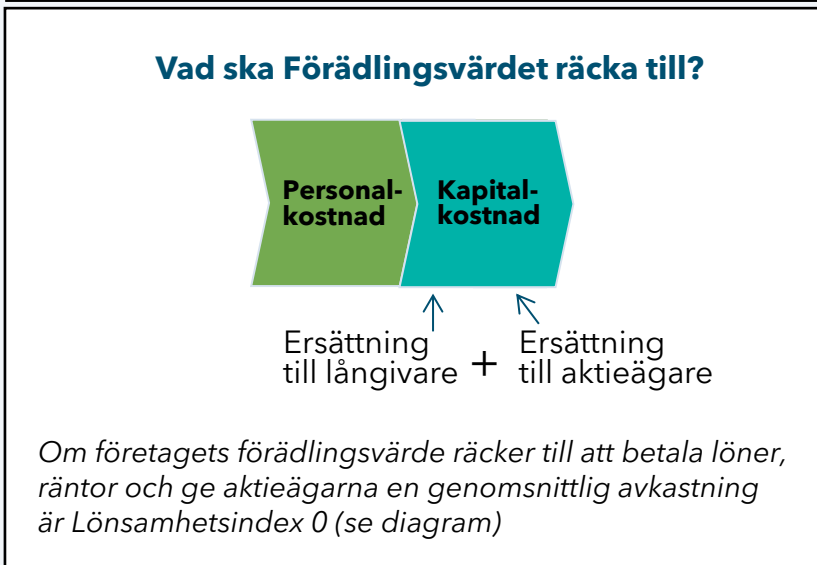 Vad ska Förädlingsvärdet räcka till?
Personal-
kostnad
Kapital-
kostnad
Ersättning
till långivare
+
Ersättning
till aktieägare
Om företagets förädlingsvärde räcker till att betala löner,
räntor och ge aktieägarna en genomsnittlig avkastning
är Lönsamhetsindex 0 (se diagram)